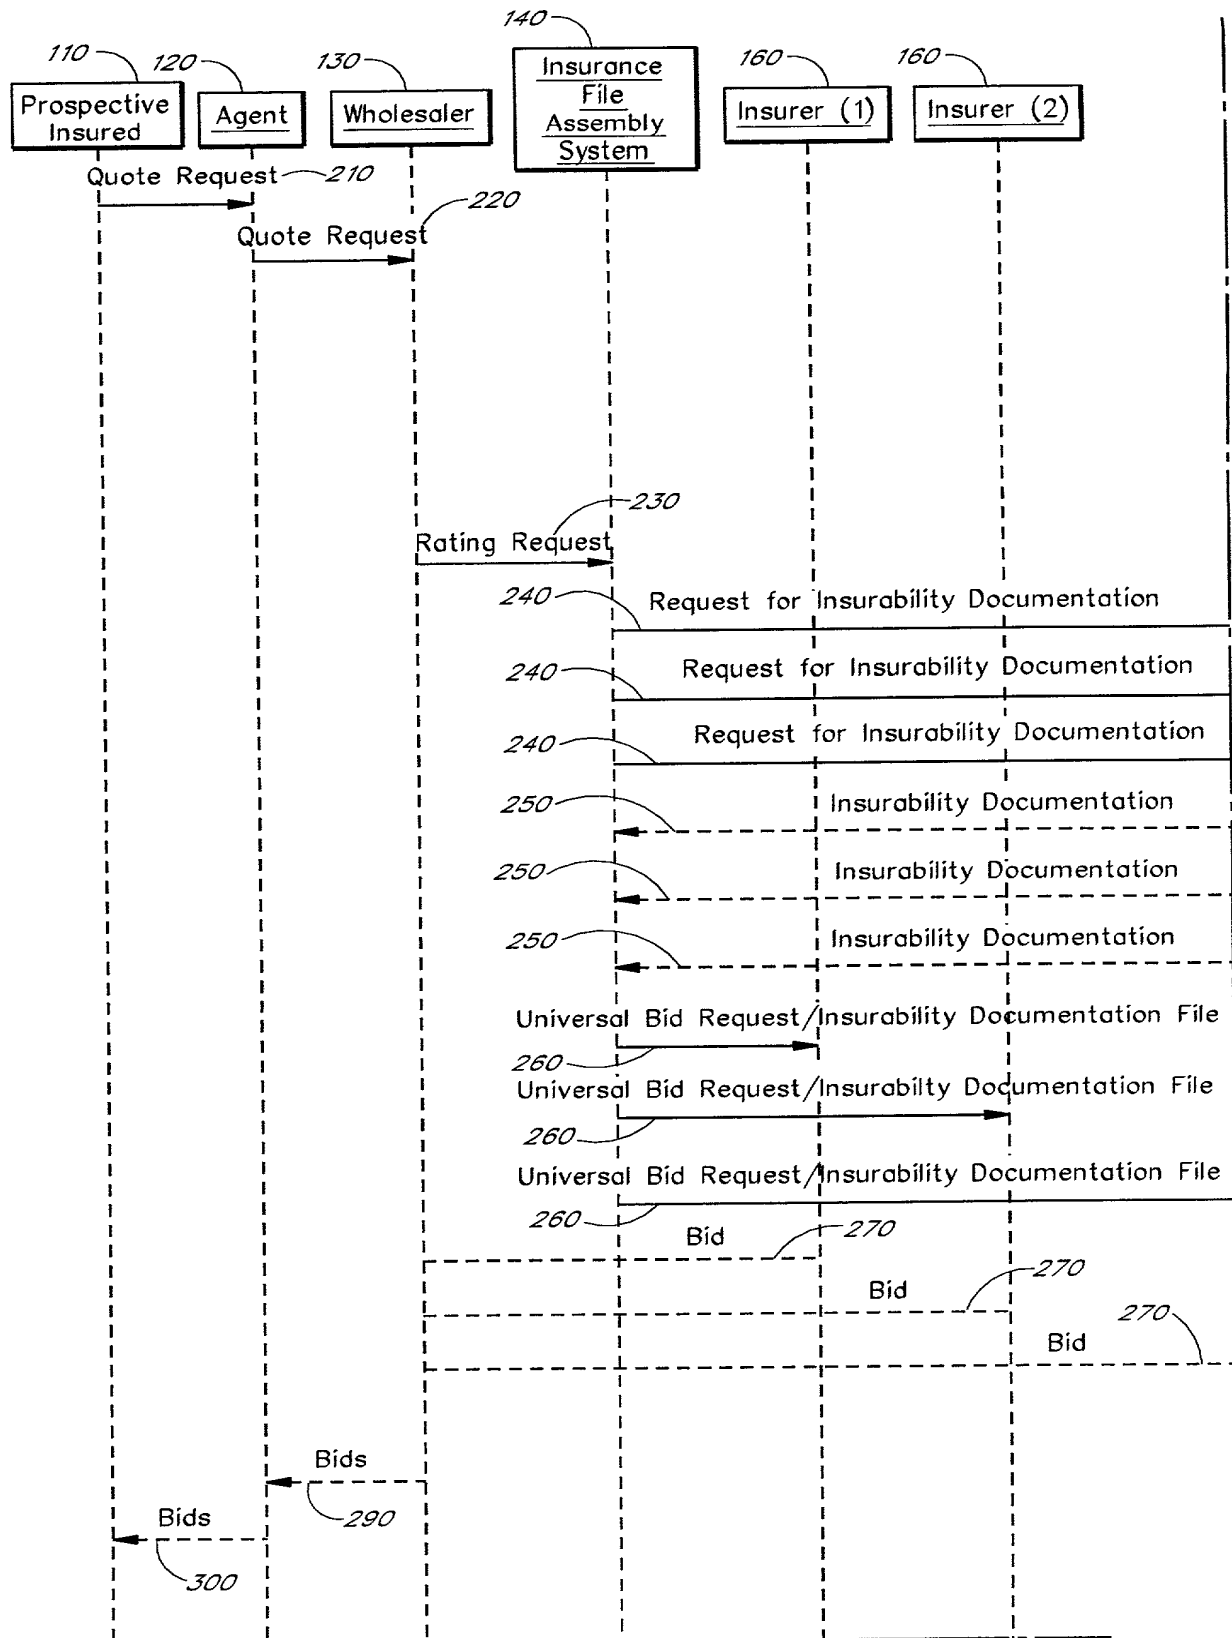 140
110
120
130
160
160
Prospective
Insured
Agent
Wholesaler
Insurance
File
Assembly
System
Insurer (1)
Insurer (2)
Quote Request 210
220
Quote Request
230
Rating Request
240 Request for Insurability Documentation
240 Request for Insurability Documentation
240 Request for Insurability Documentation
250 Insurability Documentation
250 Insurability Documentation
250 Insurability Documentation
Universal Bid Request/Insurability Documentation File
260
Universal Bid Request/Insurabilty Documentation File
260
Universal Bid Request/Insurability Documentation File
260
Bid 270
Bid 270
Bid 270
Bids
290
Bids
300